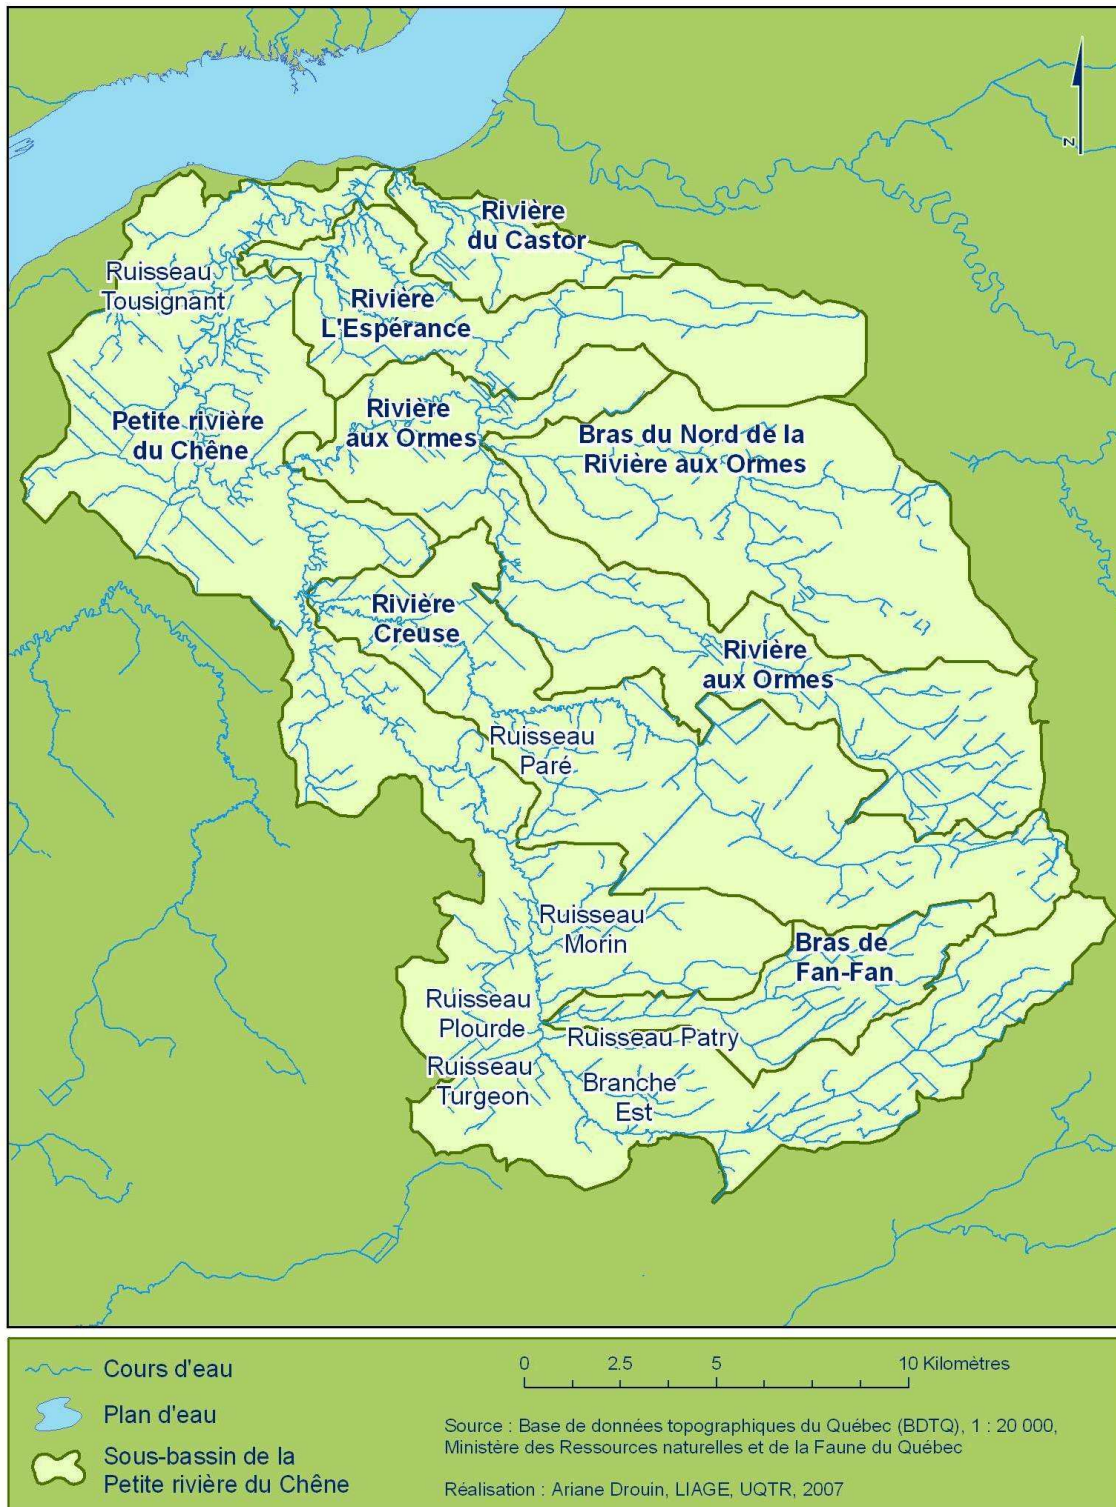 N
Rivière
du Castor
Ruisseau
Tousignant
Rivière
L'Espérance
Petite rivière
du Chêne
Rivière
aux Ormes
Bras du Nord de la
Rivière aux Ormes
Rivière
Creuse
Rivière
aux Ormes
Ruisseau
Paré
Ruisseau
Morin
Bras de
Fan-Fan
Ruisseau
Plourde
Ruisseau Patry
Ruisseau
Turgeon
Branche
Est
Cours d'eau
Plan d'eau
Sous-bassin de la
Petite rivière du Chêne
0 2.5 5 10 Kilomètres
Source : Base de données topographiques du Québec (BDTQ), 1 : 20 000,
Ministère des Ressources naturelles et de la Faune du Québec
Réalisation : Ariane Drouin, LIAGE, UQTR, 2007